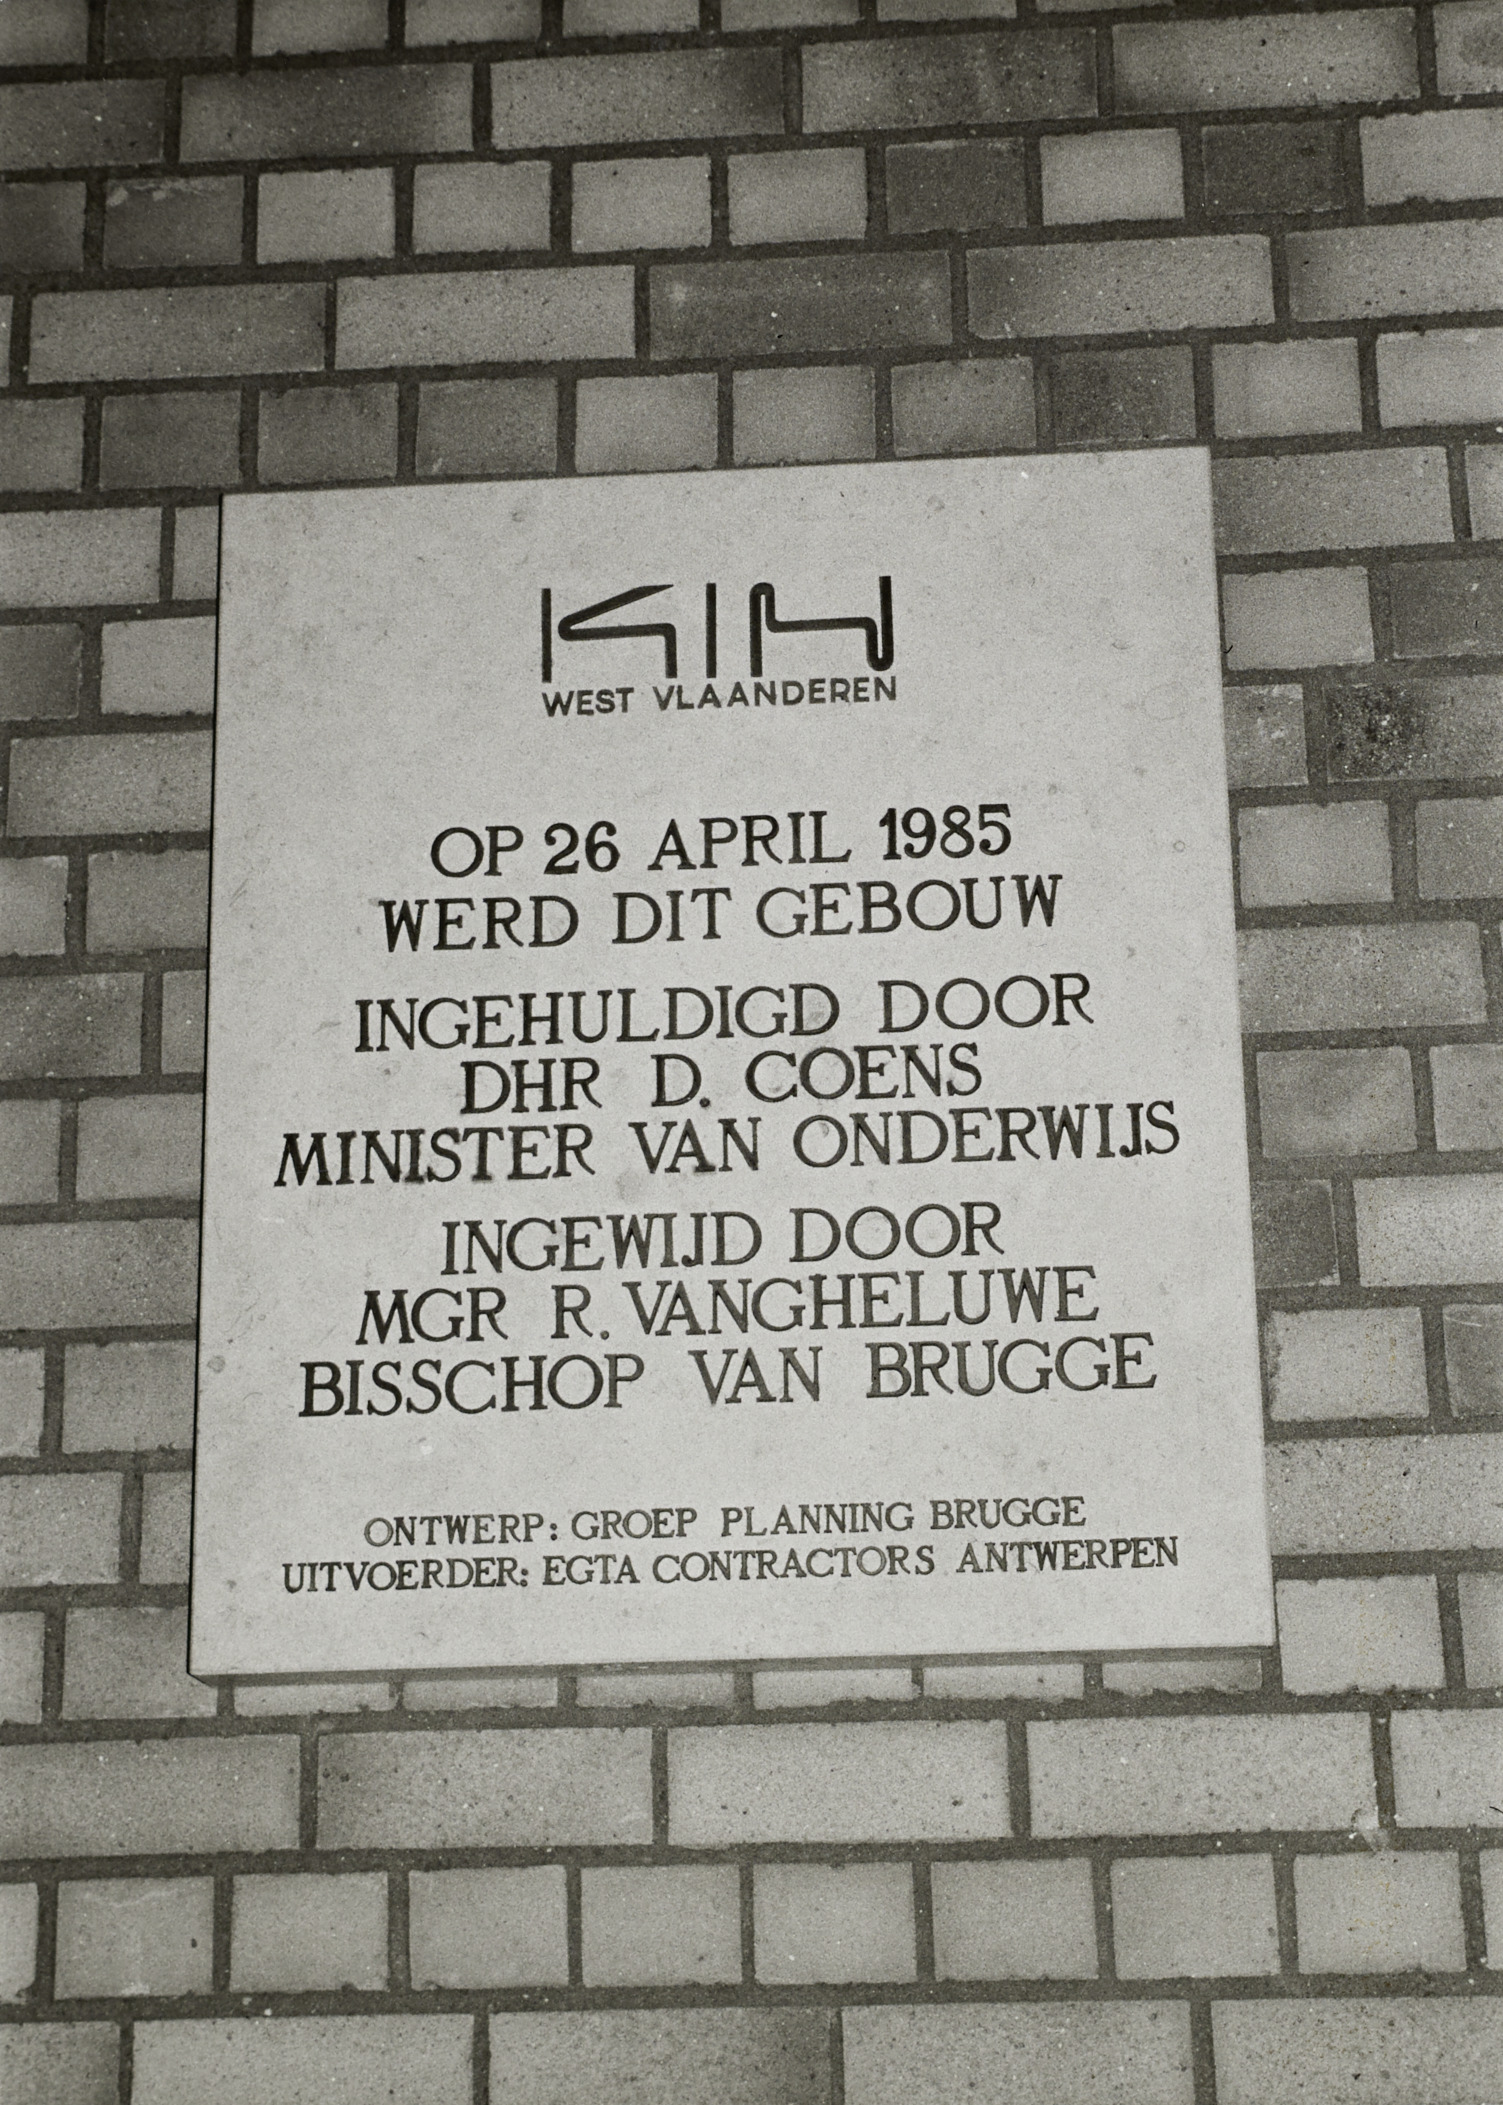 KIH
WEST VLAANDEREN
OP 26 APRIL 1985
WERD DIT GEBOUW
INGEHULDIGD DOOR
DHR D. COENS
MINISTER VAN ONDERWIJS
INGEWIJD DOOR
MGR R. VANGHELUWE
BISSCHOP VAN BRUGGE
ONTWERP: GROEP PLANNING BRUGGE
UITVOERDER: EGTA CONTRACTORS ANTWERPEN